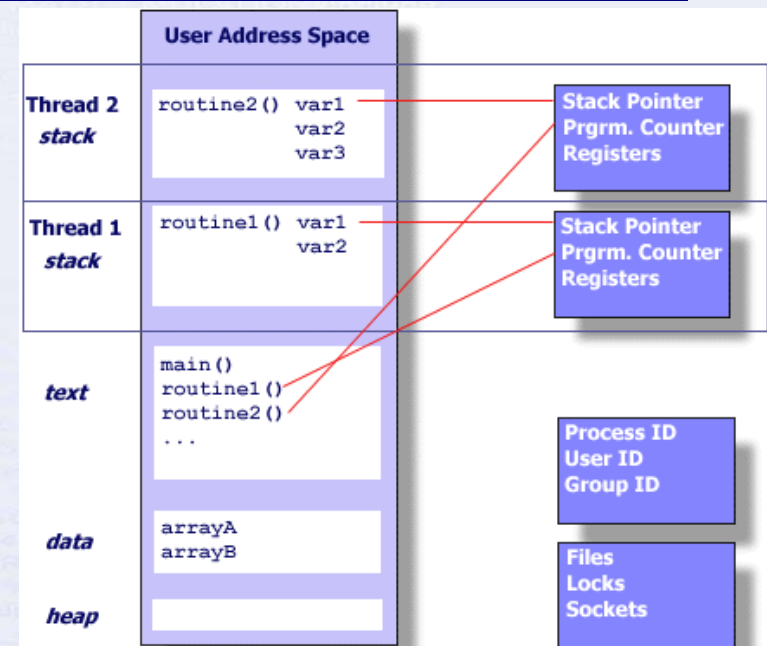 User Address Space
Thread 2
stack
routine2() var1
var2
var3
Stack Pointer
Prgrm. Counter
Registers
Thread 1
stack
routine1() var1
var2
Stack Pointer
Prgrm. Counter
Registers
text
main()
routine1()
routine2()
...
Process ID
User ID
Group ID
data
arrayA
arrayB
Files
Locks
Sockets
heap